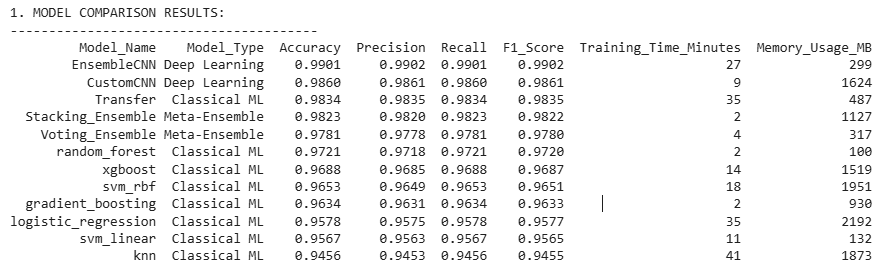 1. MODEL COMPARISON RESULTS:
----------------------------------------
Model_Name Model_Type Accuracy Precision Recall F1_Score Training_Time_Minutes Memory_Usage_MB
EnsembleCNN Deep Learning 0.9901 0.9902 0.9901 0.9902 27 299
CustomCNN Deep Learning 0.9860 0.9861 0.9860 0.9861 9 1624
Transfer Classical ML 0.9834 0.9835 0.9834 0.9835 35 487
Stacking_Ensemble Meta-Ensemble 0.9823 0.9820 0.9823 0.9822 2 1127
Voting_Ensemble Meta-Ensemble 0.9781 0.9778 0.9781 0.9780 4 317
random_forest Classical ML 0.9721 0.9718 0.9721 0.9720 2 100
xgboost Classical ML 0.9688 0.9685 0.9688 0.9687 14 1519
svm_rbf Classical ML 0.9653 0.9649 0.9653 0.9651 18 1951
gradient_boosting Classical ML 0.9634 0.9631 0.9634 0.9633 2 930
logistic_regression Classical ML 0.9578 0.9575 0.9578 0.9577 35 2192
svm_linear Classical ML 0.9567 0.9563 0.9567 0.9565 11 132
knn Classical ML 0.9456 0.9453 0.9456 0.9455 41 1873